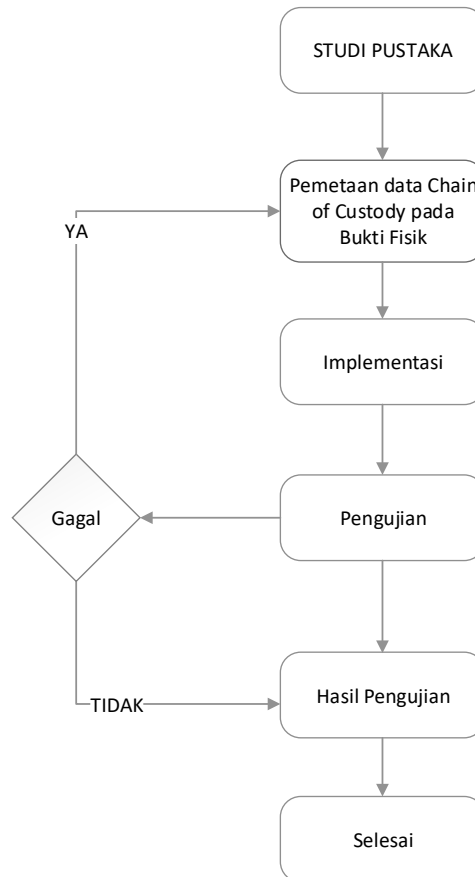 STUDI PUSTAKA
Pemetaan data Chain
of Custody pada
Bukti Fisik
YA
Implementasi
Gagal
Pengujian
TIDAK
Hasil Pengujian
Selesai